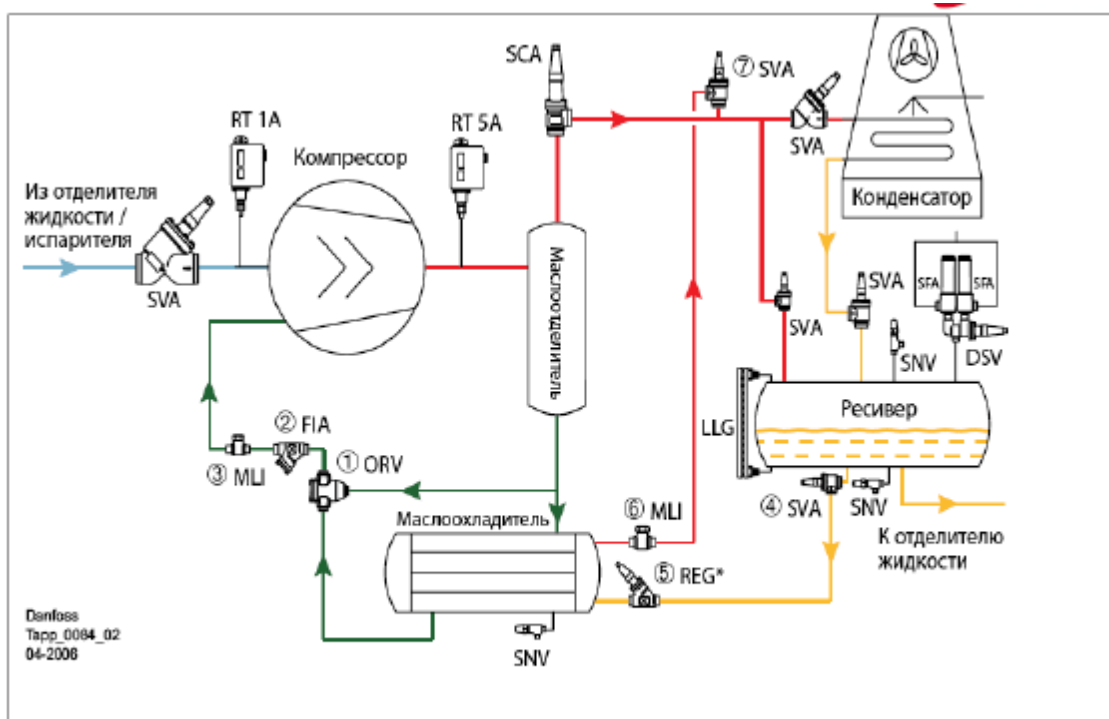 SCA
⑦ SVA
RT 1A
RT 5A
Компрессор
SVA
Конденсатор
Из отделителя
жидкости /
испарителя
SVA
Маслоотделитель
SVA
SVA
SFA
SFA
SNV
DSV
LLG
Ресивер
② FIA
③ MLI
① ORV
Маслоохладитель
⑥ MLI
④ SVA
SNV
К отделителю
жидкости
⑤ REG*
SNV
Danfoss
Tapp_0084_02
04-2006